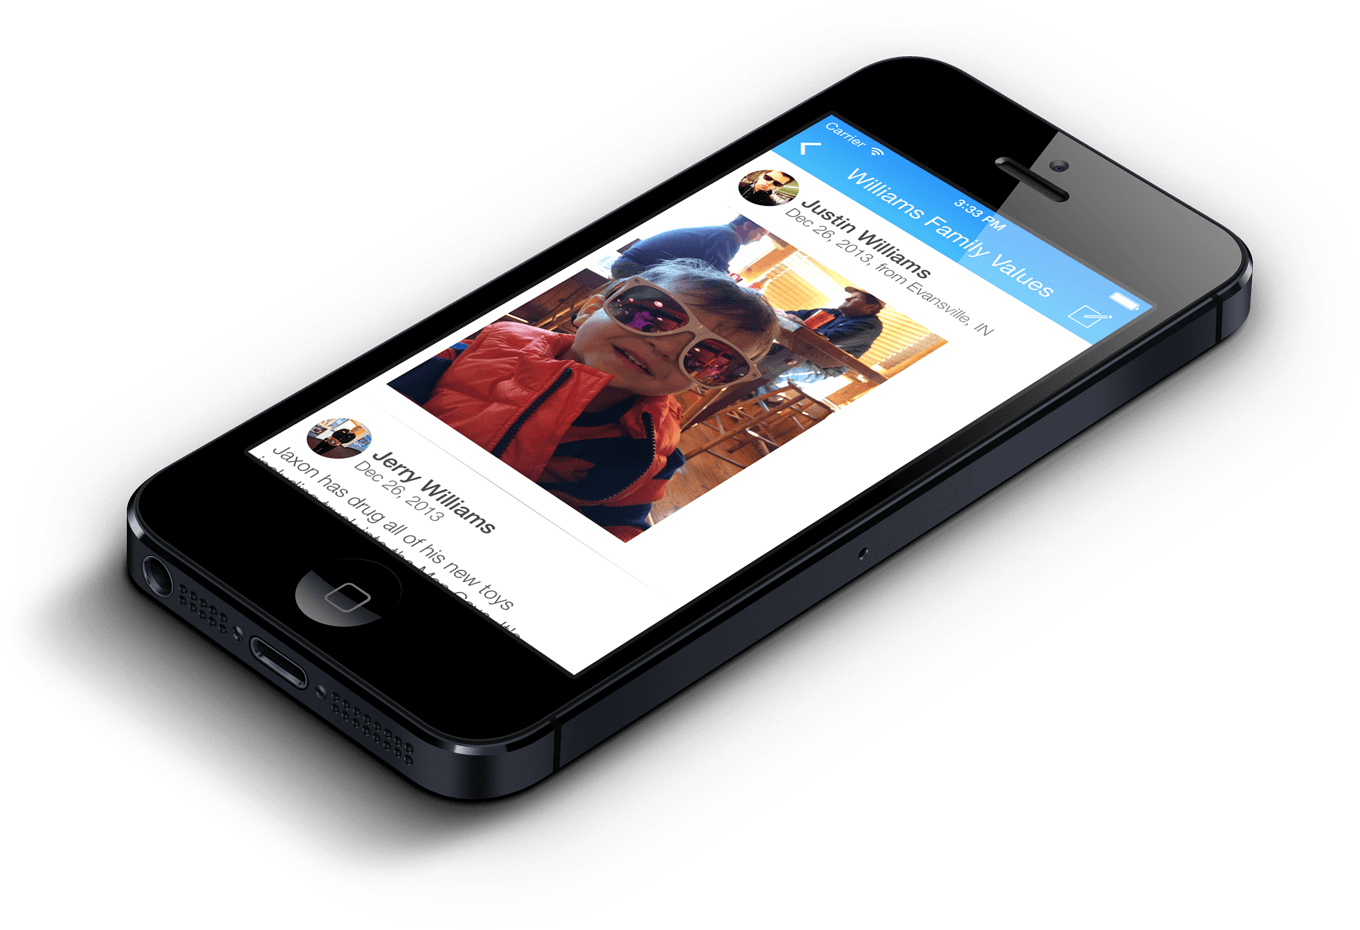 Carrier
3:33 PM
Williams Family Values
Justin Williams
Dec 26, 2013, from Evansville, IN
Jerry Williams
Dec 26, 2013
Jaxon has drug all of his new toys